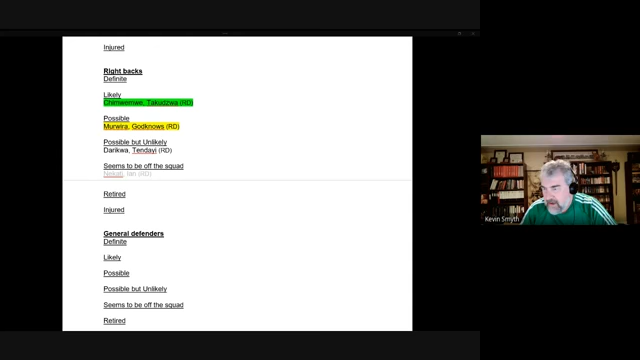 Injured
Right backs
Definite
Likely
Chimwemwe, Takudzwa (RD)
Possible
Murwira, Godknows (RD)
Possible but Unlikely
Darikwa, Tendayi (RD)
Seems to be off the squad
Nekati, Ian (RD)
Retired
Injured
General defenders
Definite
Likely
Possible
Possible but Unlikely
Seems to be off the squad
Retired
Kevin Smyth